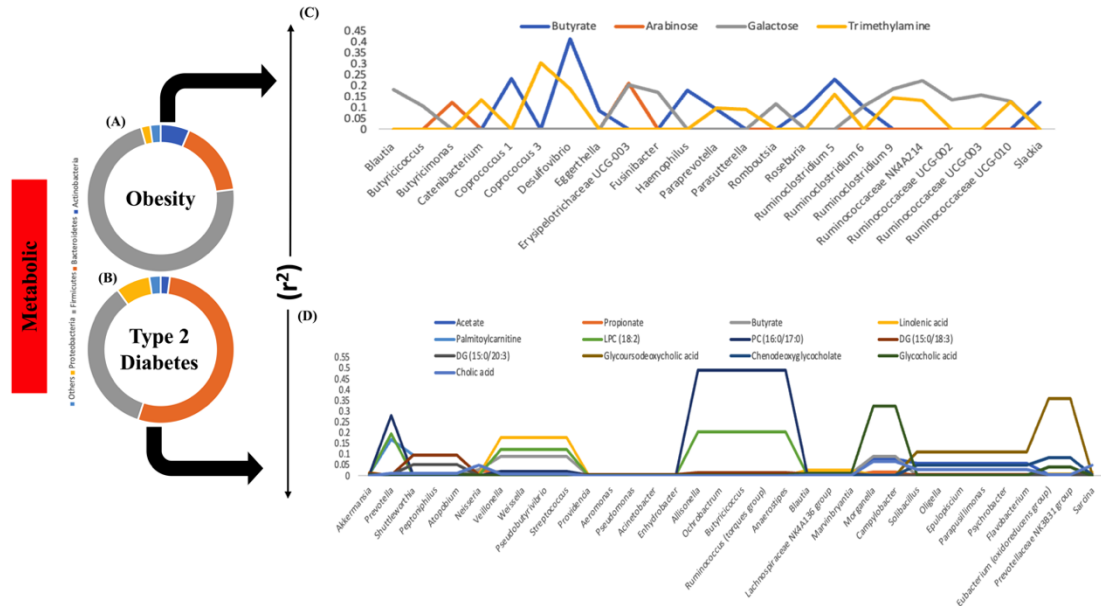 (C)
Butyrate Arabinose Galactose Trimethylamine
0.45
0.4
0.35
0.3
0.25
0.2
0.15
0.1
0.05
0
Blautia
Butyricicoccus
Butyricimonas
Catenibacterium
Coprococcus 1
Coprococcus 3
Desulfovibrio
Eggerthella
Erysipelotrichaceae UCG-003
Fusinibacter
Haemophilus
Paraprevotella
Parasutterella
Romboutsia
Roseburia
Ruminoclostridium 5
Ruminoclostridium 6
Ruminoclostridium 9
Ruminococcaceae NK4A214
Ruminococcaceae UCG-002
Ruminococcaceae UCG-003
Ruminococcaceae UCG-010
Slackia
(A)
Obesity
Metabolic
Others Proteobacteria Firmicutes Bacteroidetes Actinobacteria
(B)
Type 2
Diabetes
(r²)
(D)
Acetate Propionate Butyrate Linolenic acid
Palmitoylcarnitine LPC (18:2) PC (16:0/17:0) DG (15:0/18:3)
DG (15:0/20:3) Glycoursodeoxycholic acid Chenodeoxyglycocholate Glycocholic acid
Cholic acid
0.55
0.5
0.45
0.4
0.35
0.3
0.25
0.2
0.15
0.1
0.05
0
Akkermansia
Prevotella
Shuttleworthia
Peptoniphilus
Atopobium
Neisseria
Veillonella
Weissella
Pseudobutyrivibrio
Streptococcus
Providencia
Aeromonas
Pseudomonas
Acinetobacter
Enhydrobacter
Allisonella
Ochrobactrum
Butyricicoccus
Ruminococcus (torques group)
Anaerostipes
Blautia
Lachnospiraceae NK4A136 group
Marvinbryantia
Morganella
Campylobacter
Solibacillus
Oligella
Epulopiscium
Parapusillimonas
Psychrobacter
Flavobacterium
Eubacterium (oxidoreducens group)
Prevotellaceae NK3B31 group
Sarcina